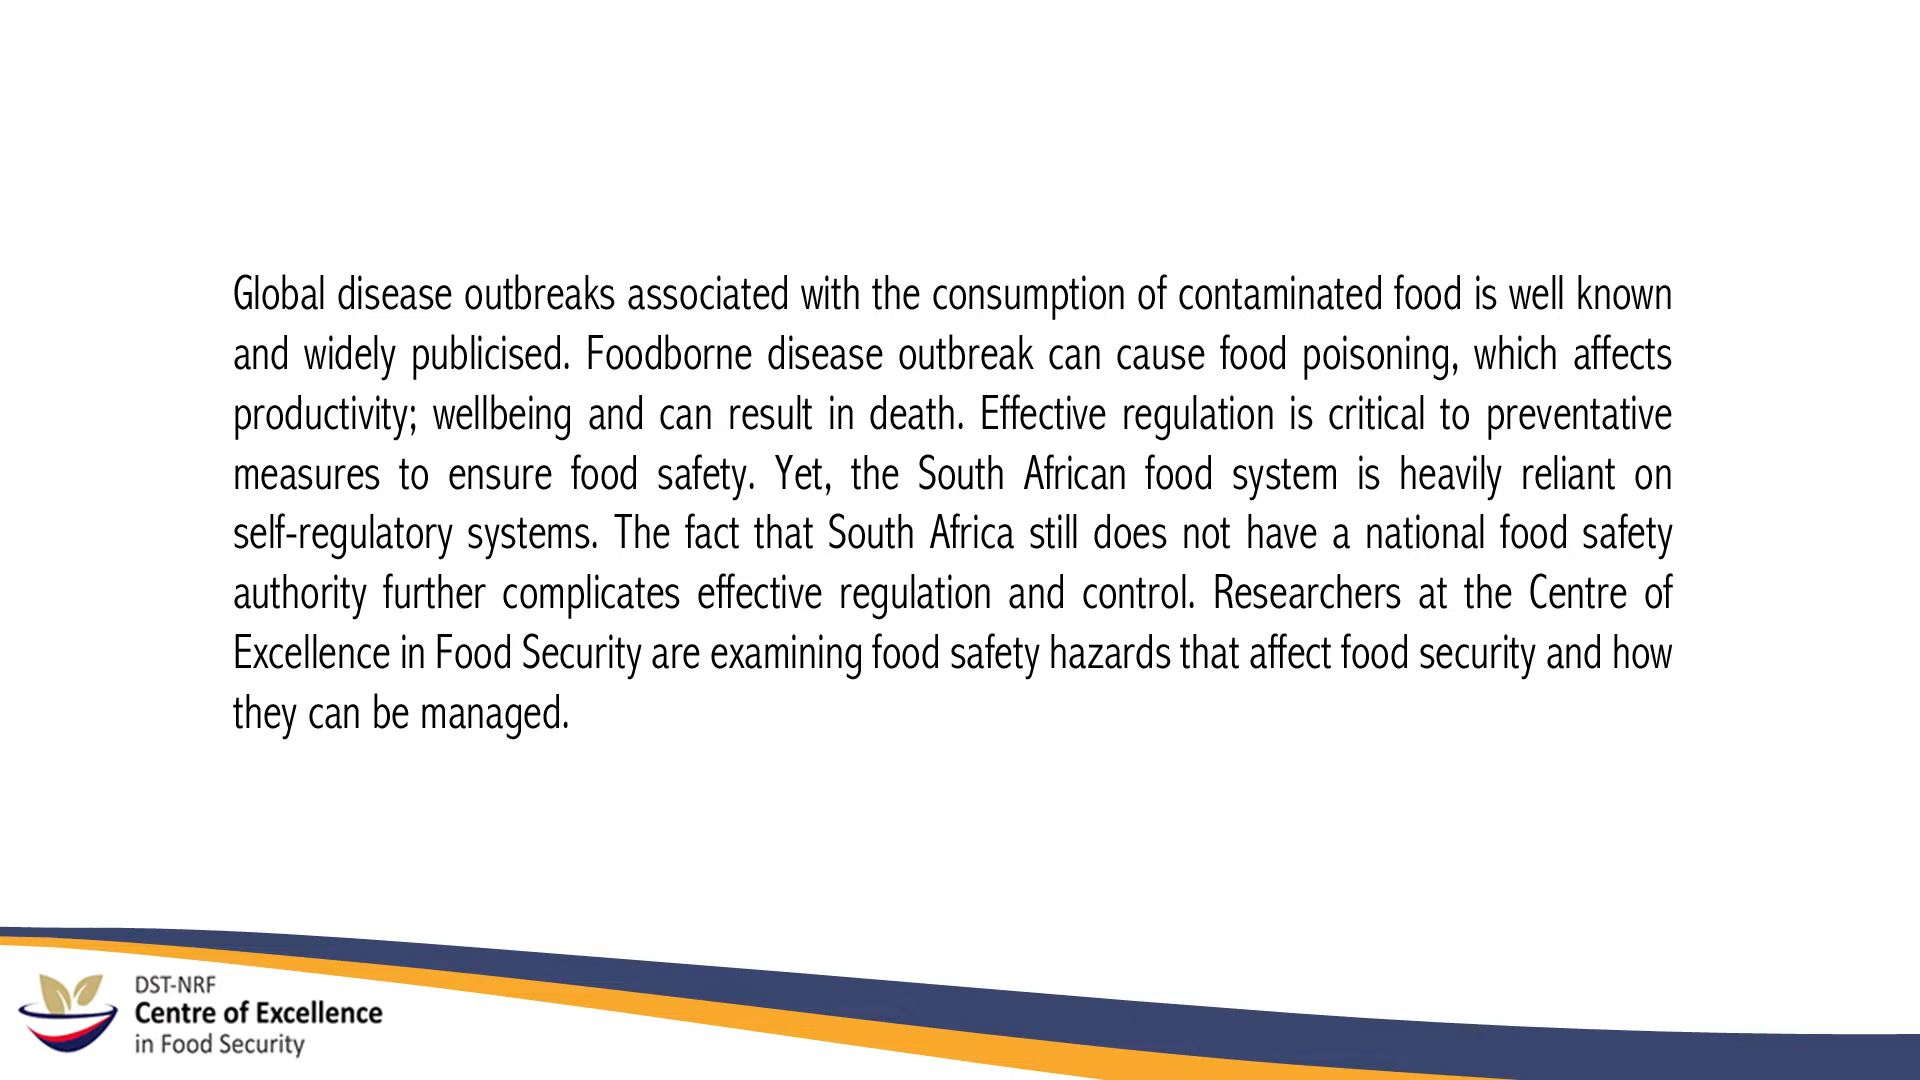 Global disease outbreaks associated with the consumption of contaminated food is well known
and widely publicised. Foodborne disease outbreak can cause food poisoning, which affects
productivity; wellbeing and can result in death. Effective regulation is critical to preventative
measures to ensure food safety. Yet, the South African food system is heavily reliant on
self-regulatory systems. The fact that South Africa still does not have a national food safety
authority further complicates effective regulation and control. Researchers at the Centre of
Excellence in Food Security are examining food safety hazards that affect food security and how
they can be managed.
DST-NRF
Centre of Excellence
in Food Security